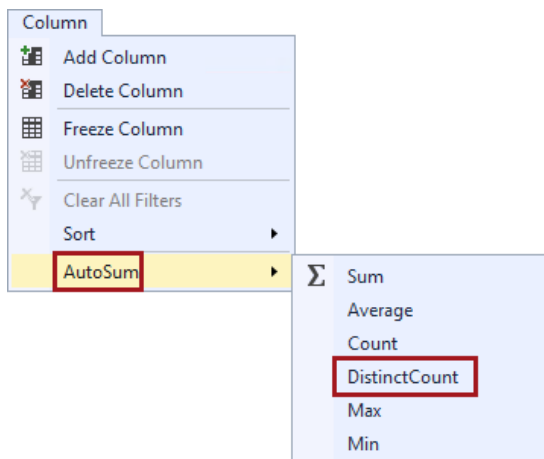 Column
Add Column
Delete Column
Freeze Column
Unfreeze Column
Clear All Filters
Sort
AutoSum
Σ Sum
Average
Count
DistinctCount
Max
Min